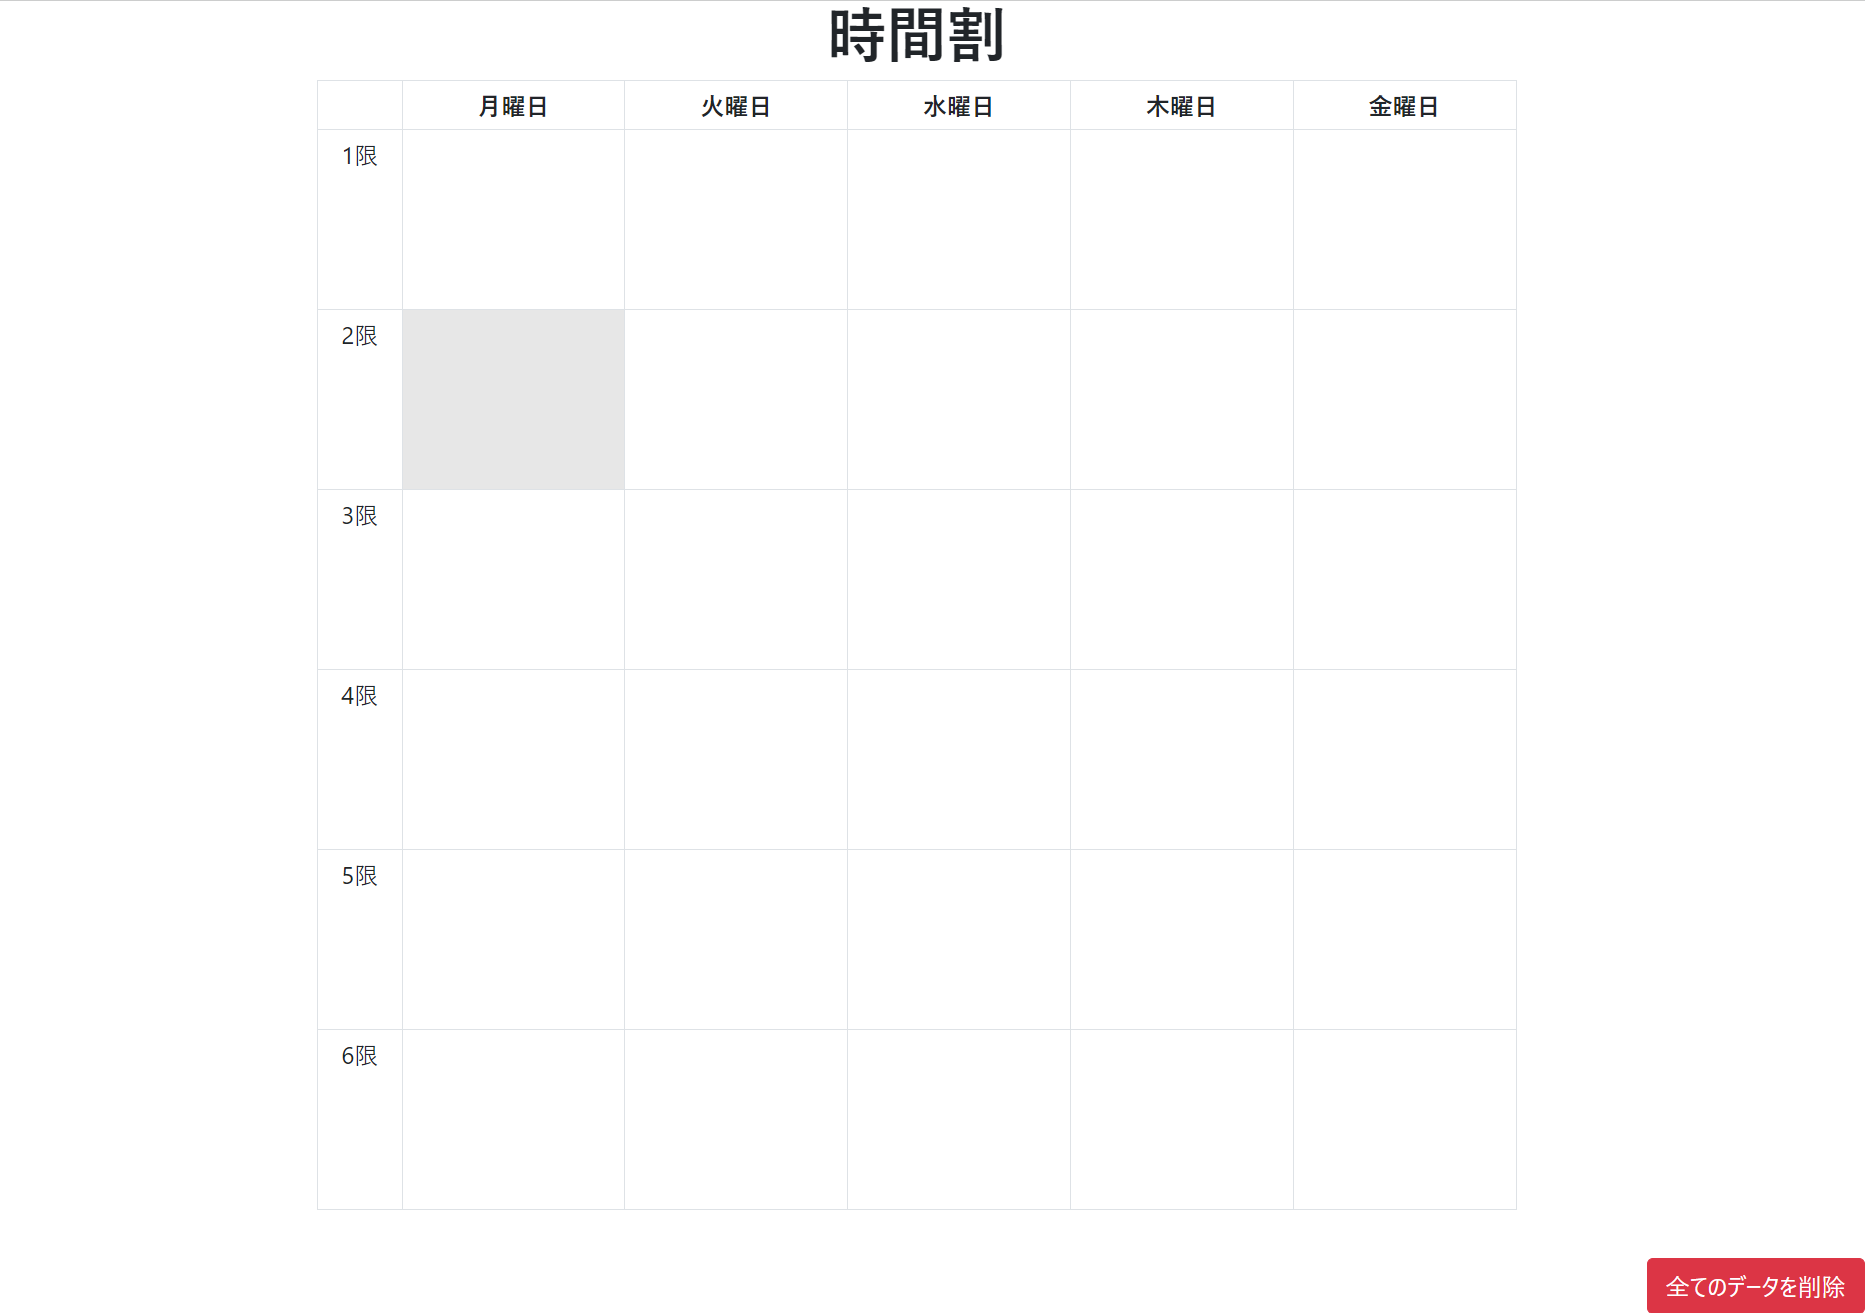 時間割
月曜日 火曜日 水曜日 木曜日 金曜日
1限
2限
3限
4限
5限
6限
全てのデータを削除